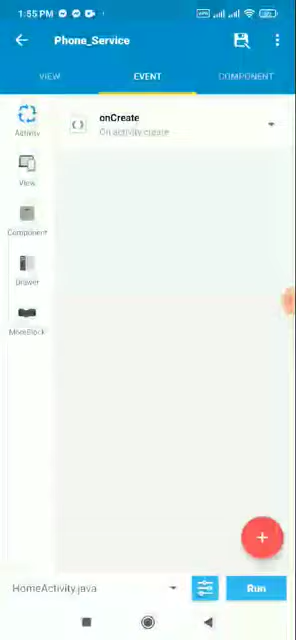 1:55 PM
Phone_Service
VIEW
EVENT
COMPONENT
Activity
onCreate
On activity create
View
Component
Drawer
MoreBlock
HomeActivity.java
Run